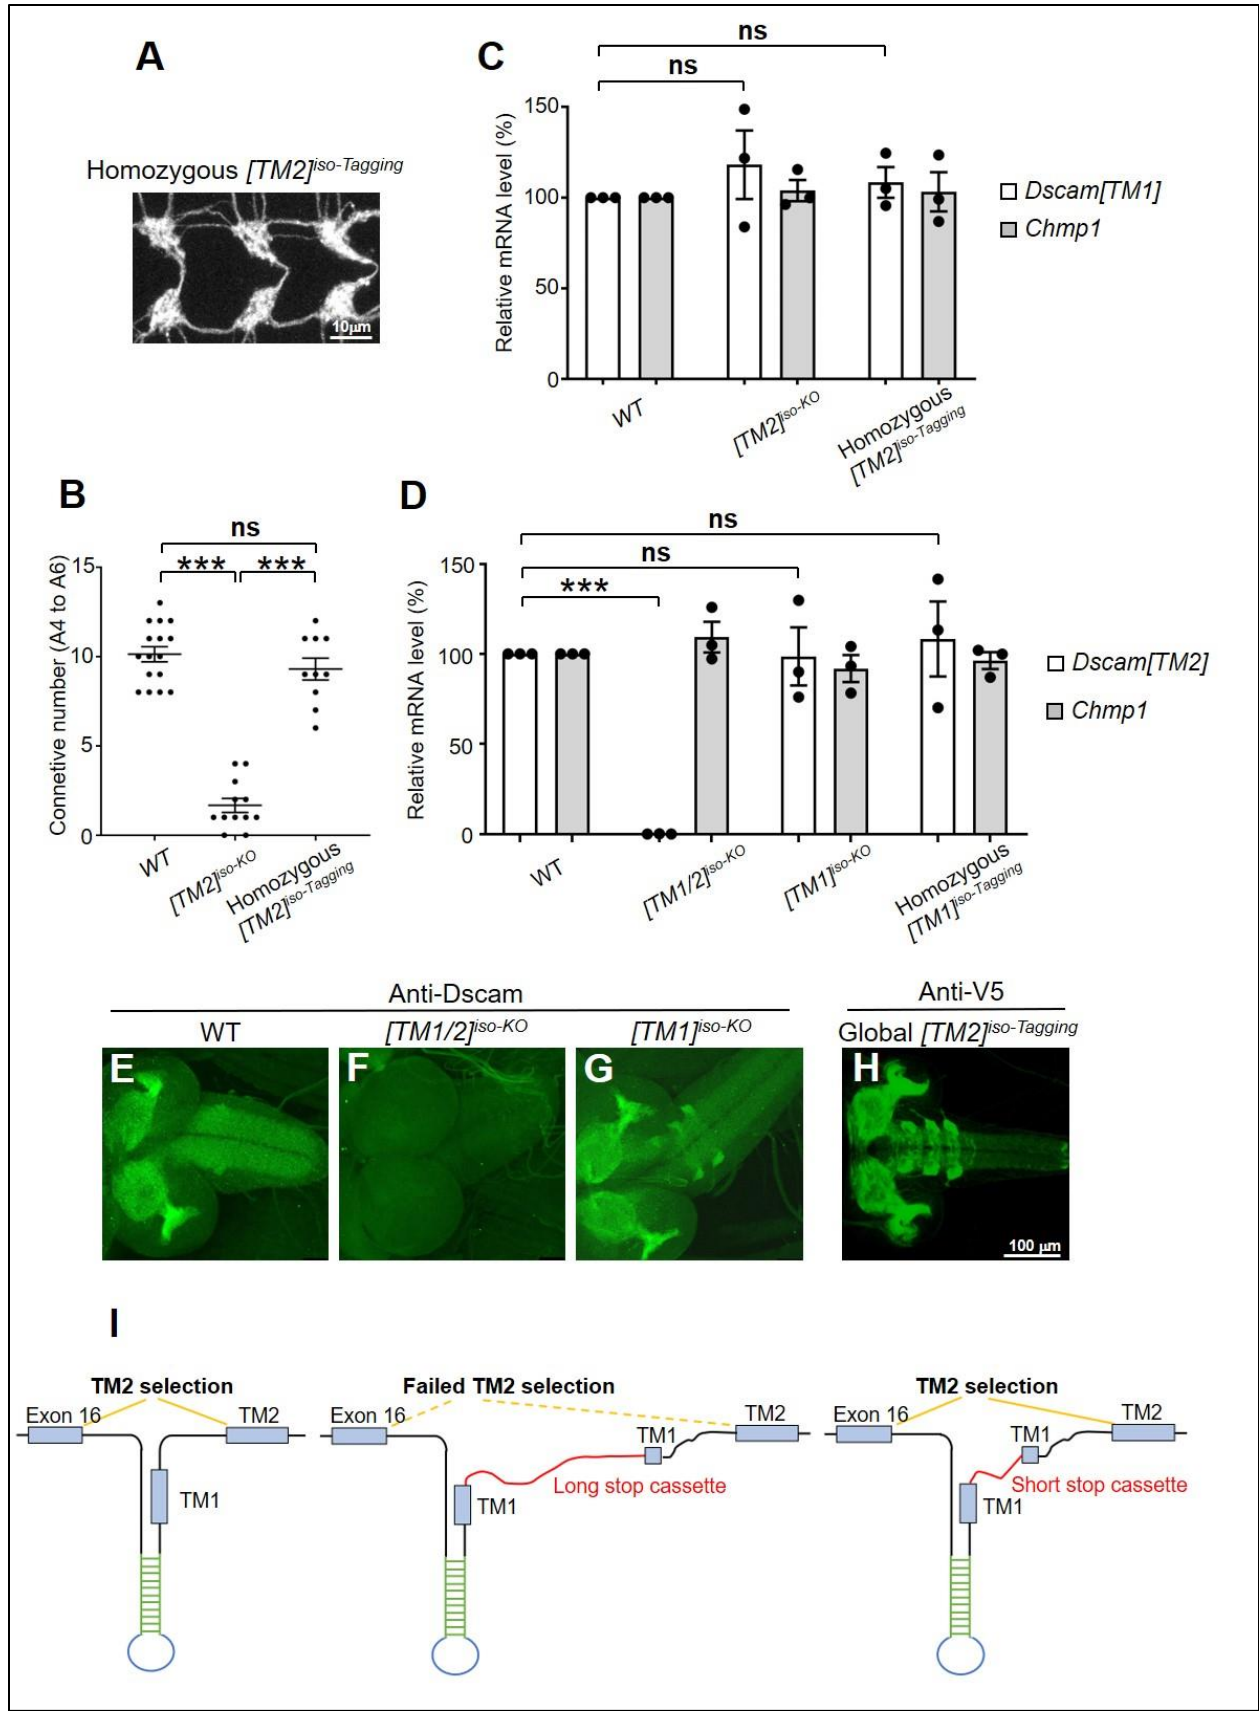 A
Homozygous [TM2]iso-Tagging
10µm
C
ns
ns
Relative mRNA level (%)
150
100
50
0
WT
[TM2]iso-KO
Homozygous
[TM2]iso-Tagging
Dscam[TM1]
Chmp1
B
ns
***
***
Connetive number (A4 to A6)
15
10
5
0
WT
[TM2]iso-KO
Homozygous
[TM2]iso-Tagging
D
ns
ns
***
Relative mRNA level (%)
150
100
50
0
WT
[TM1/2]iso-KO
[TM1]iso-KO
Homozygous
[TM1]iso-Tagging
Dscam[TM2]
Chmp1
Anti-Dscam
Anti-V5
WT
[TM1/2]iso-KO
[TM1]iso-KO
Global [TM2]iso-Tagging
E
F
G
H
100 µm
I
TM2 selection
Exon 16
TM2
TM1
Failed TM2 selection
Exon 16
TM2
TM1
Long stop cassette
TM1
TM2 selection
Exon 16
TM2
TM1
Short stop cassette
TM1